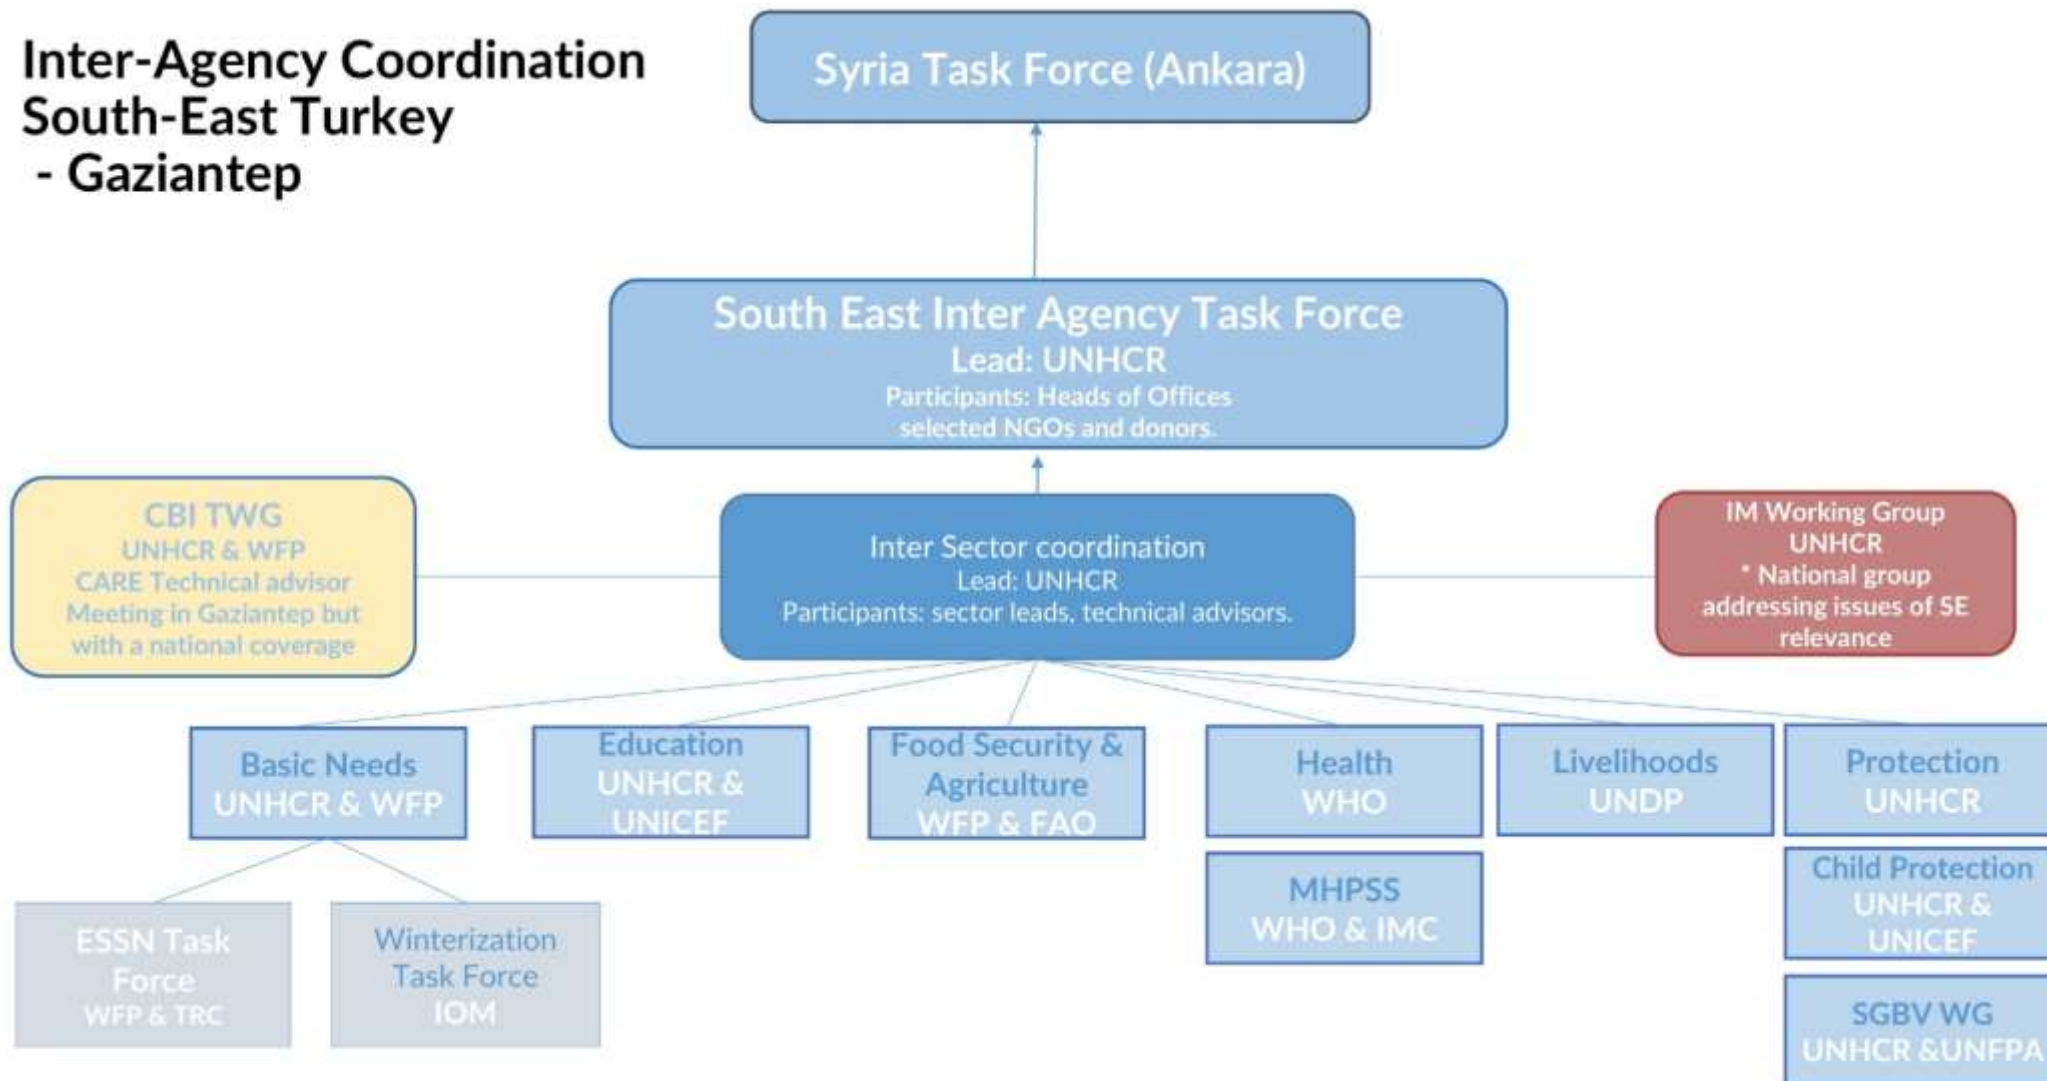 Inter-Agency Coordination
South-East Turkey
- Gaziantep
Syria Task Force (Ankara)
South East Inter Agency Task Force
Lead: UNHCR
Participants: Heads of Offices
selected NGOs and donors.
CBI TWG
UNHCR & WFP
CARE Technical advisor
Meeting in Gaziantep but
with a national coverage
Inter Sector coordination
Lead: UNHCR
Participants: sector leads, technical advisors.
IM Working Group
UNHCR
* National group
addressing issues of SE
relevance
Basic Needs
UNHCR & WFP
Education
UNHCR &
UNICEF
Food Security &
Agriculture
WFP & FAO
Health
WHO
Livelihoods
UNDP
Protection
UNHCR
MHPSS
WHO & IMC
Child Protection
UNHCR &
UNICEF
ESSN Task
Force
WFP & TRC
Winterization
Task Force
IOM
SGBV WG
UNHCR &UNFPA